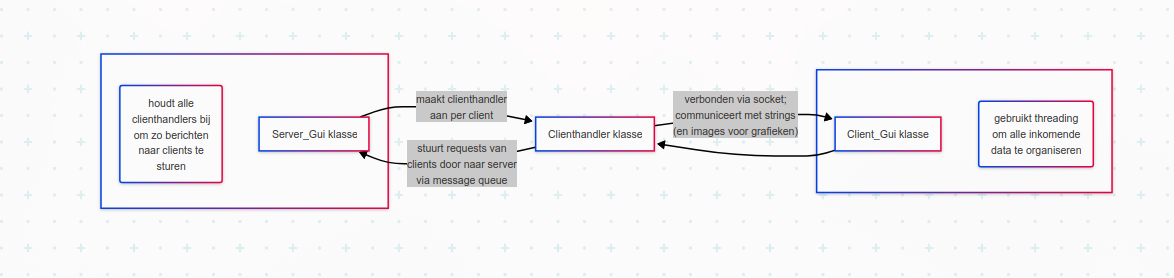 houdt alle
clienthandlers bij
om zo berichten
naar clients te
sturen
Server_Gui klasse
maakt clienthandler
aan per client
stuurt requests van
clients door naar server
via message queue
Clienthandler klasse
verbonden via socket;
communiceert met strings
(en images voor grafieken)
Client_Gui klasse
gebruikt threading
om alle inkomende
data te organiseren